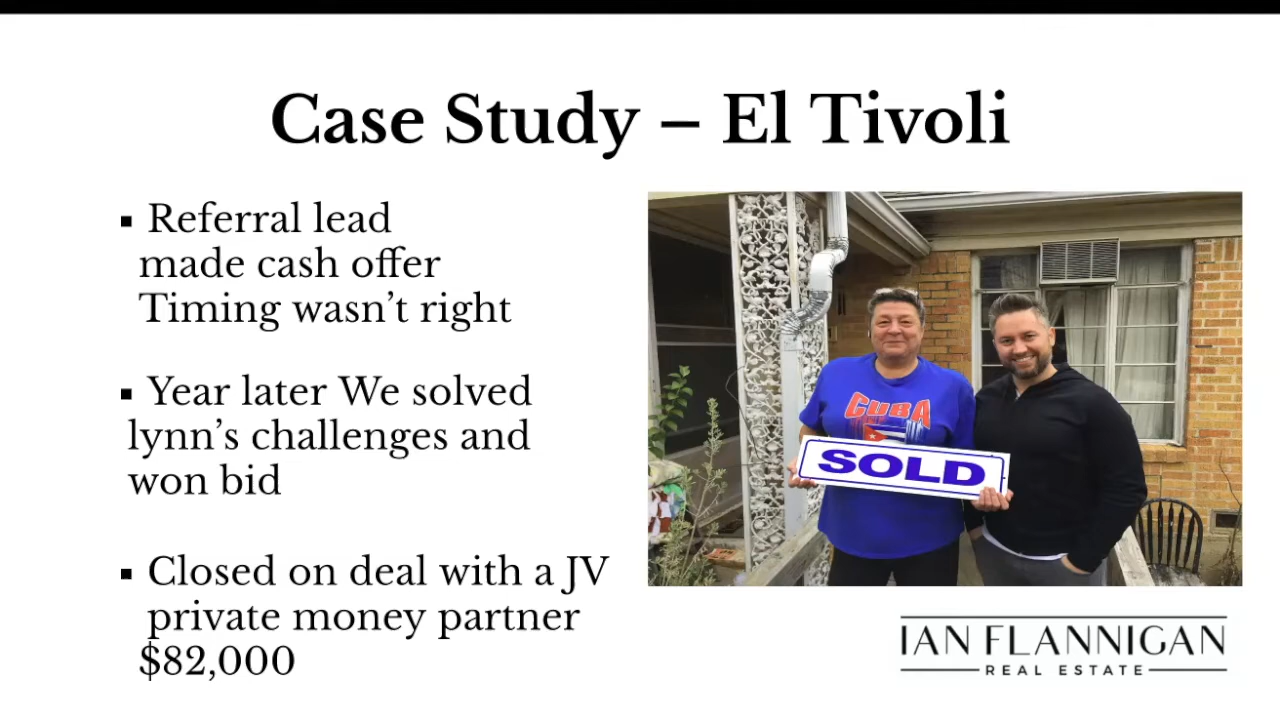 Case Study – El Tivoli
▪ Referral lead
made cash offer
Timing wasn’t right
▪ Year later We solved
lynn’s challenges and
won bid
▪ Closed on deal with a JV
private money partner
$82,000
CUBA
SOLD
IAN FLANNIGAN
REAL ESTATE